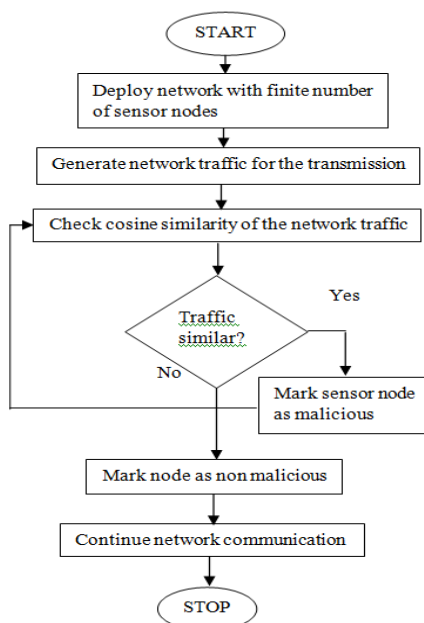 START
Deploy network with finite number
of sensor nodes
Generate network traffic for the transmission
Check cosine similarity of the network traffic
Yes
Traffic
similar?
No
Mark sensor node
as malicious
Mark node as non malicious
Continue network communication
STOP